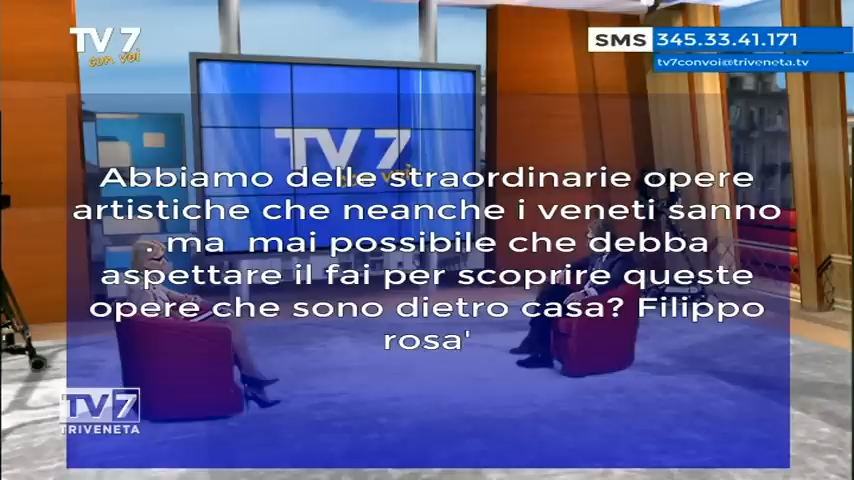 TV7
con voi
SMS 345.33.41.171
tv7convoi@triveneta.tv
TV7
con voi
Abbiamo delle straordinarie opere
artistiche che neanche i veneti sanno
. ma mai possibile che debba
aspettare il fai per scoprire queste
opere che sono dietro casa? Filippo
rosa'
TV7
TRIVENETA